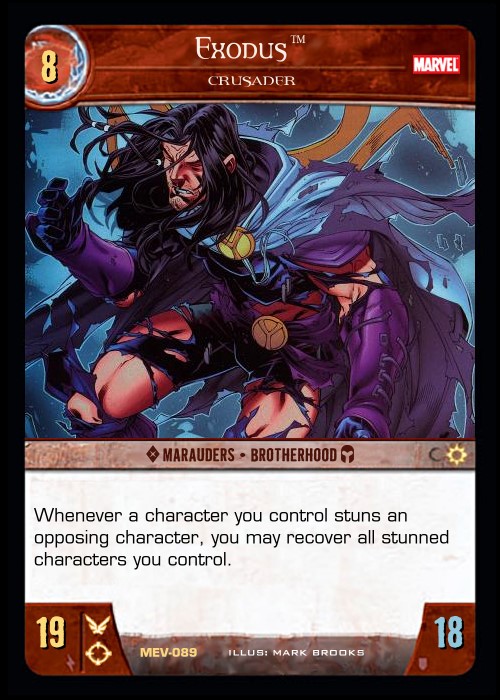 8
Exodus™
CRUSADER
MARVEL
MARAUDERS • BROTHERHOOD
C
Whenever a character you control stuns an
opposing character, you may recover all stunned
characters you control.
19
MEV-089
ILLUS: MARK BROOKS
18